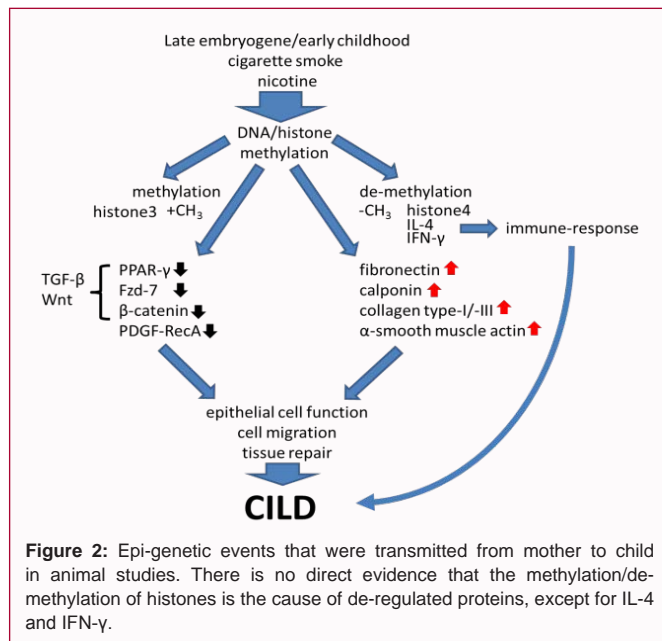 Late embryogene/early childhood
cigarette smoke
nicotine
DNA/histone
methylation
methylation
histone3 +CH₃
de-methylation
-CH₃ histone4
IL-4
IFN-γ
immune-response
TGF-β
Wnt
PPAR-γ
Fzd-7
β-catenin
PDGF-RecA
fibronectin
calponin
collagen type-I/-III
α-smooth muscle actin
epithelial cell function
cell migration
tissue repair
CILD
Figure 2: Epi-genetic events that were transmitted from mother to child
in animal studies. There is no direct evidence that the methylation/de-
methylation of histones is the cause of de-regulated proteins, except for IL-4
and IFN-γ.